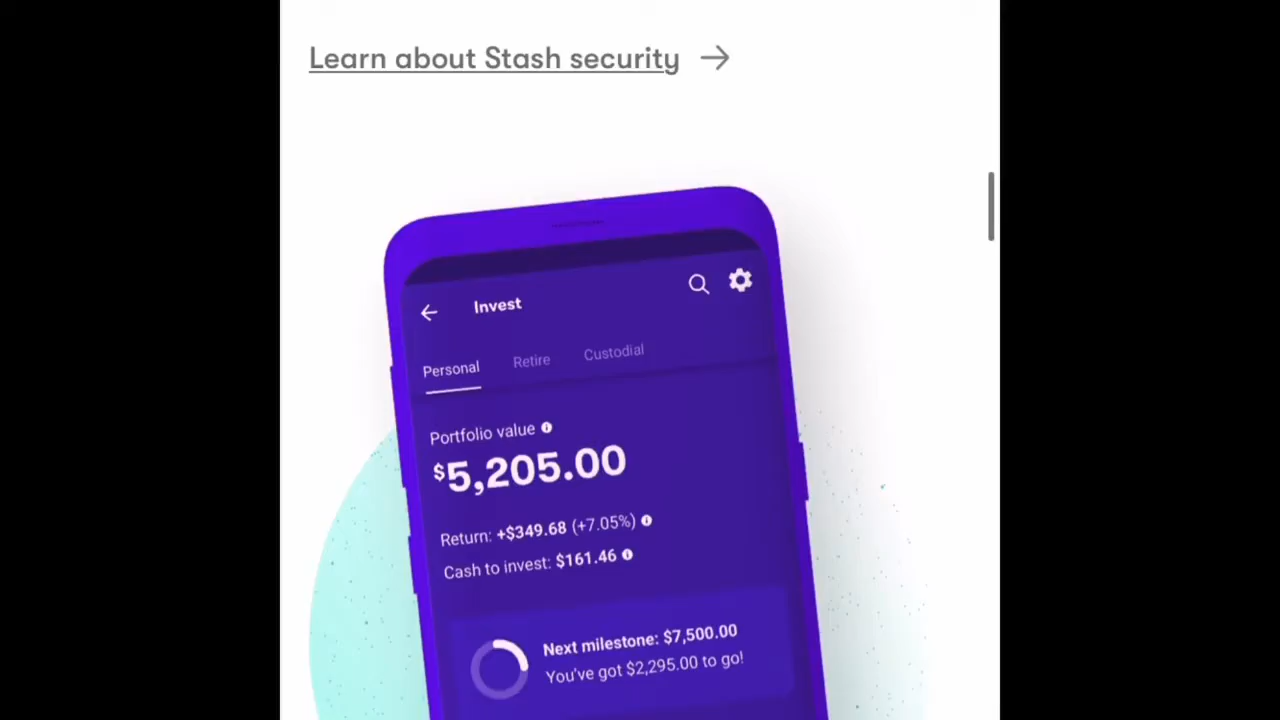 Learn about Stash security →
Invest
Personal Retire Custodial
Portfolio value
$5,205.00
Return: +$349.68 (+7.05%)
Cash to invest: $161.46
Next milestone: $7,500.00
You've got $2,295.00 to go!